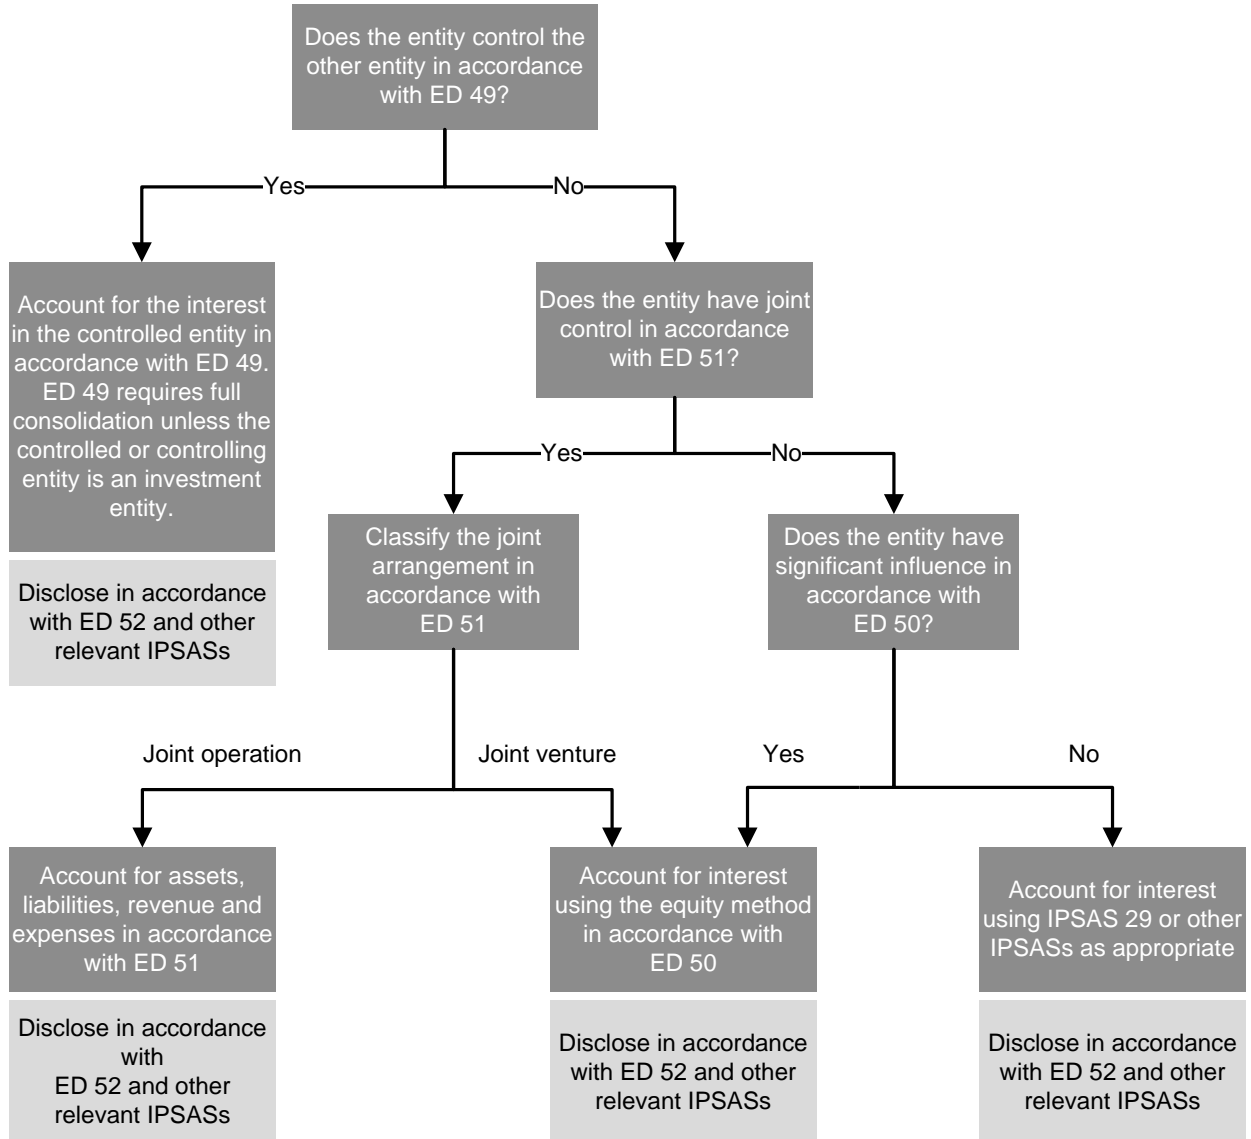 Does the entity control the
other entity in accordance
with ED 49?
Yes
No
Account for the interest
in the controlled entity in
accordance with ED 49.
ED 49 requires full
consolidation unless the
controlled or controlling
entity is an investment
entity.
Does the entity have joint
control in accordance
with ED 51?
Disclose in accordance
with ED 52 and other
relevant IPSASs
Yes
No
Classify the joint
arrangement in
accordance with
ED 51
Does the entity have
significant influence in
accordance with
ED 50?
Joint operation
Joint venture
Yes
No
Account for assets,
liabilities, revenue and
expenses in accordance
with ED 51
Account for interest
using the equity method
in accordance with
ED 50
Account for interest
using IPSAS 29 or other
IPSASs as appropriate
Disclose in accordance
with
ED 52 and other
relevant IPSASs
Disclose in accordance
with ED 52 and other
relevant IPSASs
Disclose in accordance
with ED 52 and other
relevant IPSASs